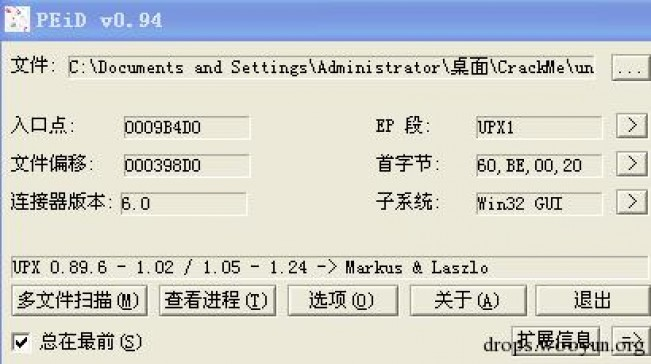 PEiD v0.94
文件: C:\Documents and Settings\Administrator\桌面\CrackMe\un ...
入口点: 0009B4D0 EP 段: UPX1 >
文件偏移: 000398D0 首字节: 60,BE,00,20 >
连接器版本: 6.0 子系统: Win32 GUI >
UPX 0.89.6 - 1.02 / 1.05 - 1.24 -> Markus & Laszlo
多文件扫描(M) 查看进程(T) 选项(O) 关于(A) 退出
总在最前(S) 扩展信息 =>
drops.wooyun.org